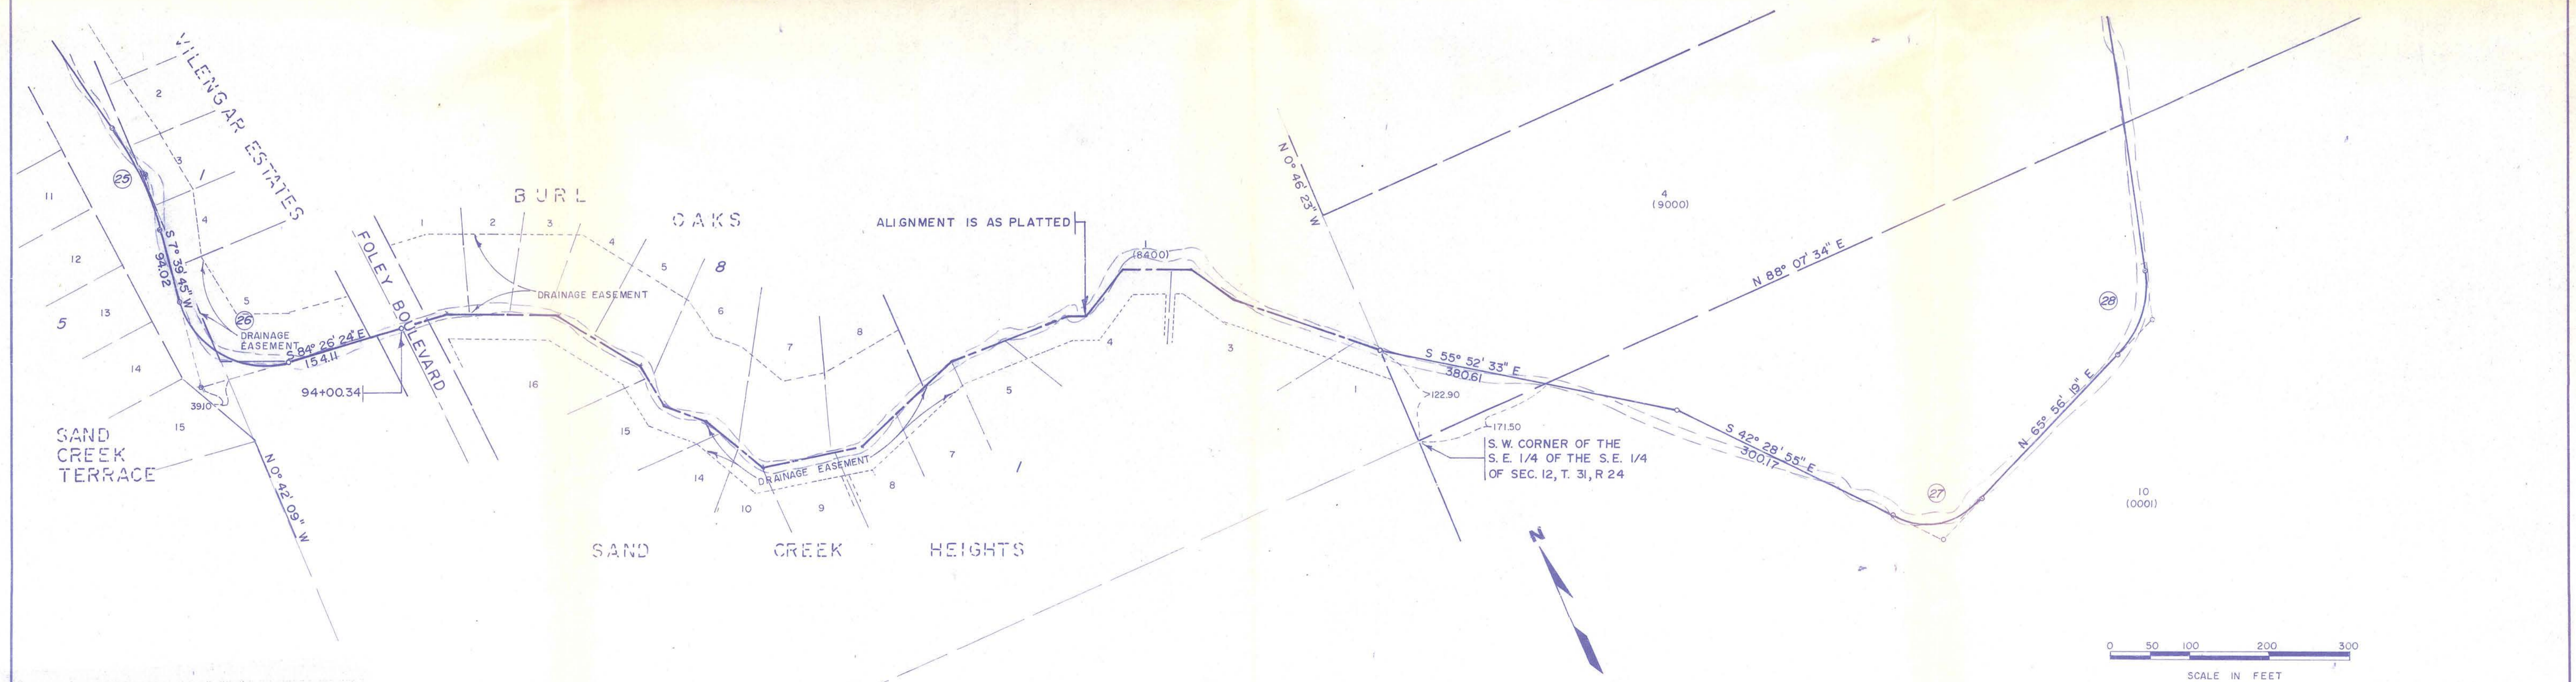 VILENGAR ESTATES
2
3
1
4
5
25
26
11
12
5
13
14
15
S 7° 39' 45" W
94.02
DRAINAGE
EASEMENT
S 84° 26' 24" E
154.11
39.10
94+00.34
SAND
CREEK
TERRACE
N 0° 42' 09" W
FOLEY BOULEVARD
BURL
OAKS
1
2
3
4
5
6
7
8
8
DRAINAGE EASEMENT
16
15
14
10
9
8
7
5
4
3
1
1
DRAINAGE EASEMENT
SAND CREEK HEIGHTS
ALIGNMENT IS AS PLATTED
1
(8400)
N 0° 46' 23" W
4
(9000)
N 88° 07' 34" E
S 55° 52' 33" E
380.61
122.90
171.50
S. W. CORNER OF THE
S. E. 1/4 OF THE S.E. 1/4
OF SEC. 12, T. 31, R 24
S 42° 28' 55" E
300.17
27
N 65° 56' 19" E
28
10
(0001)
N
0 50 100 200 300
SCALE IN FEET